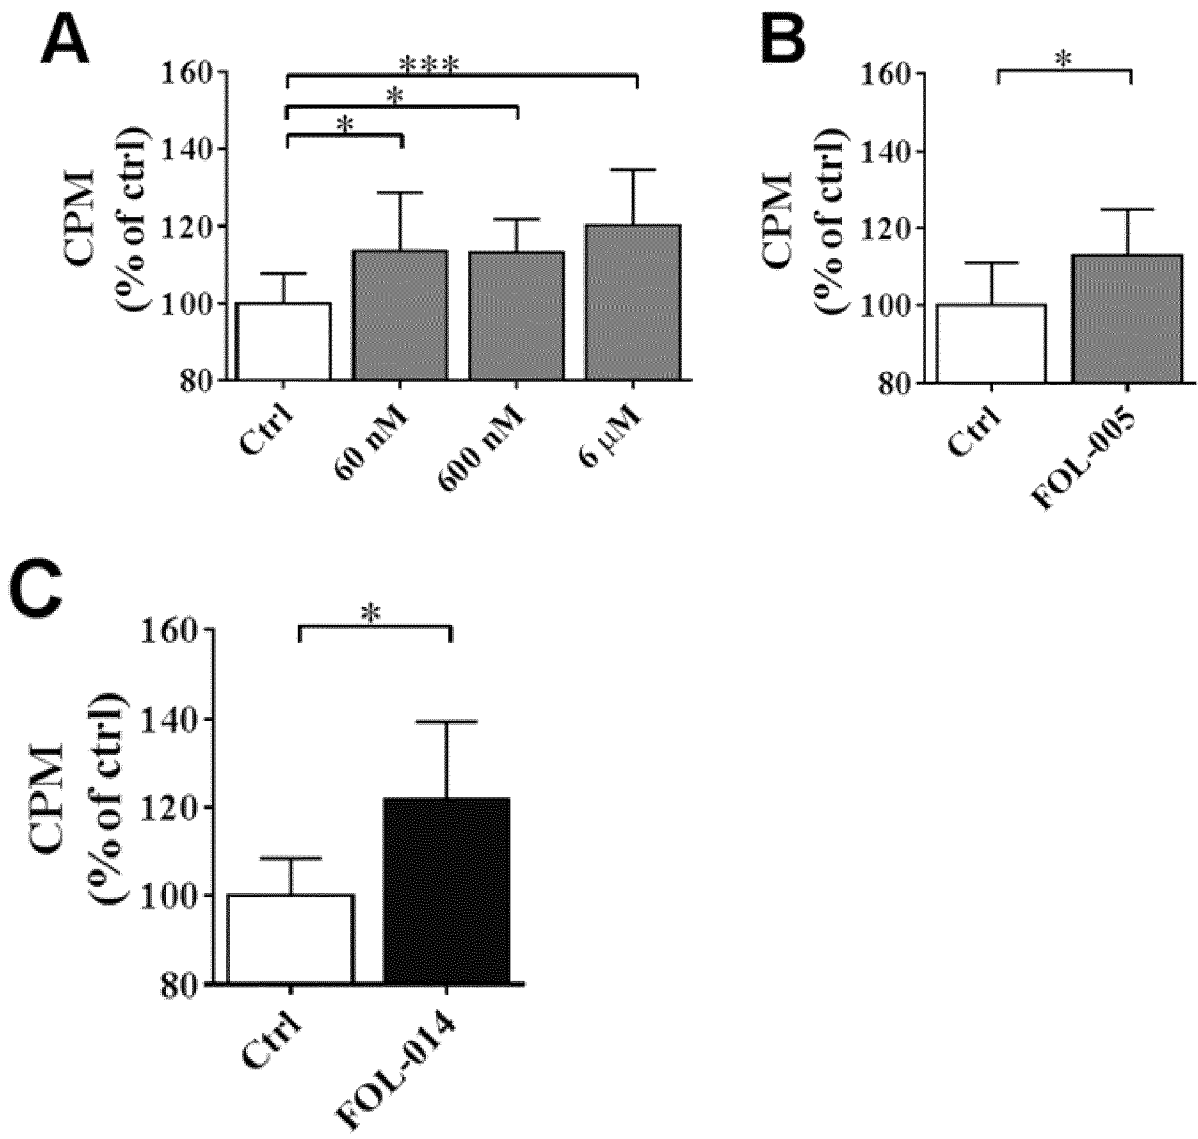 A
CPM
(% of ctrl)
160
140
120
100
80
***
*
*
Ctrl
60 nM
600 nM
6 µM
B
CPM
(% of ctrl)
160
140
120
100
80
*
Ctrl
FOL-005
C
CPM
(% of ctrl)
160
140
120
100
80
*
Ctrl
FOL-014